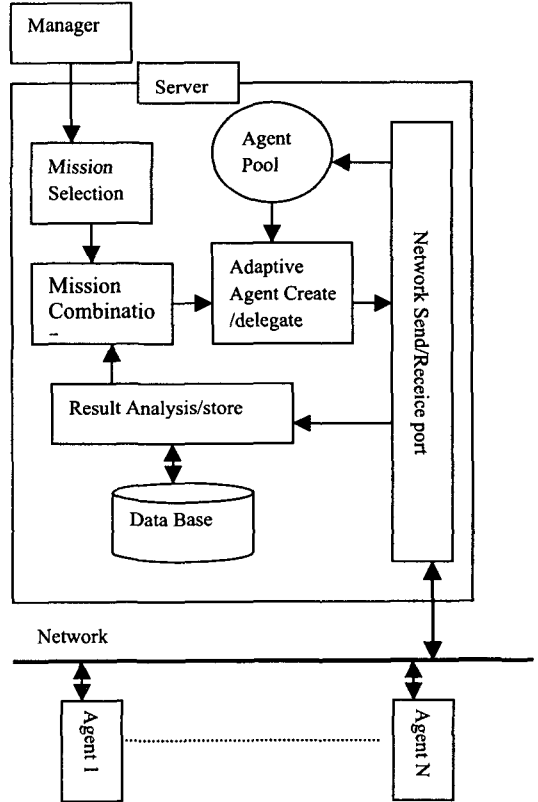 Manager
Server
Mission
Selection
Agent
Pool
Mission
Combinatio
Adaptive
Agent Create
/delegate
Network Send/Receice port
Result Analysis/store
Data Base
Network
Agent 1
Agent N